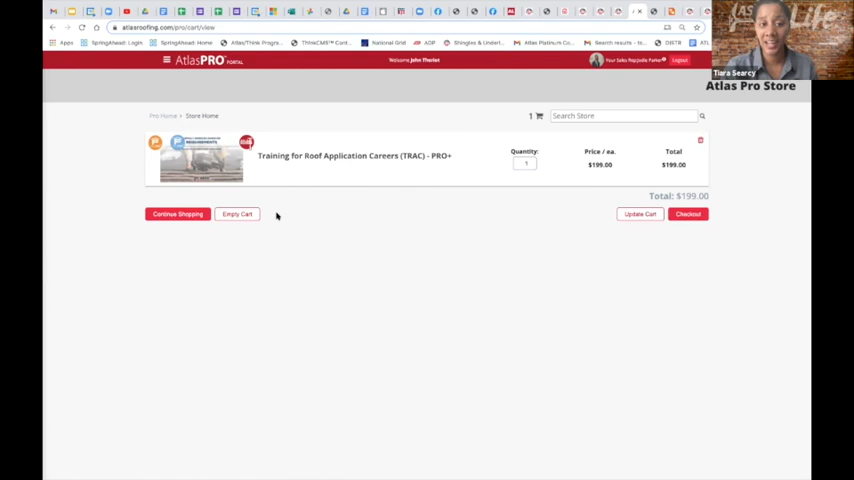 atlasroofing.com/pro/cart/view
Apps SpringAhead: Login SpringAhead: Home Atlas/Think Progra... ThinkCMS™ Cont... National Grid ADP Shingles & Underl... Atlas Platinum Co... Search results - te... DISTR
Tiara Searcy
AtlasPRO PORTAL
Welcome John Theriot
Logout
Atlas Pro Store
Pro Home > Store Home
1
Search Store
REQUIREMENTS
Training for Roof Application Careers (TRAC) - PRO+
Quantity: Price / ea. Total
1 $199.00 $199.00
Total: $199.00
Continue Shopping Empty Cart Update Cart Checkout